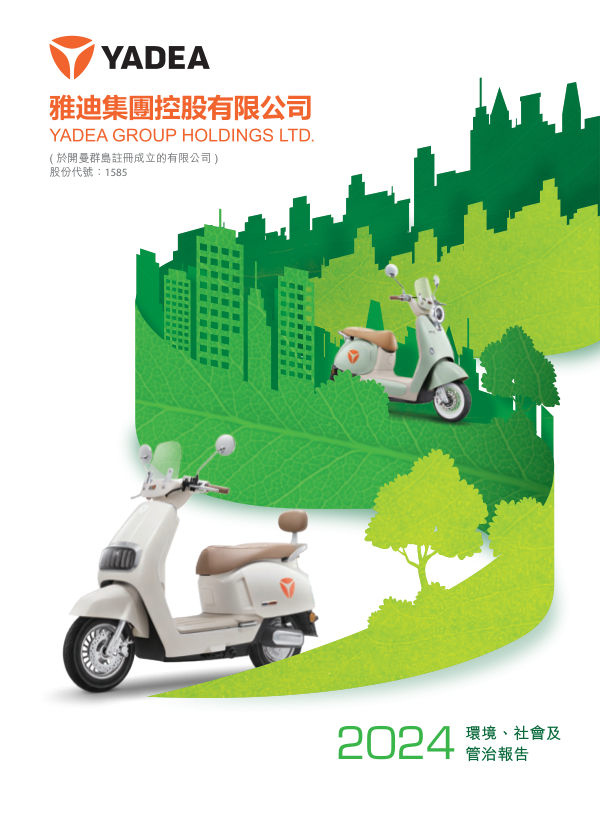 YADEA
雅迪集團控股有限公司
YADEA GROUP HOLDINGS LTD.
(於開曼群島註冊成立的有限公司)
股份代號：1585
2024 環境、社會及
管治報告